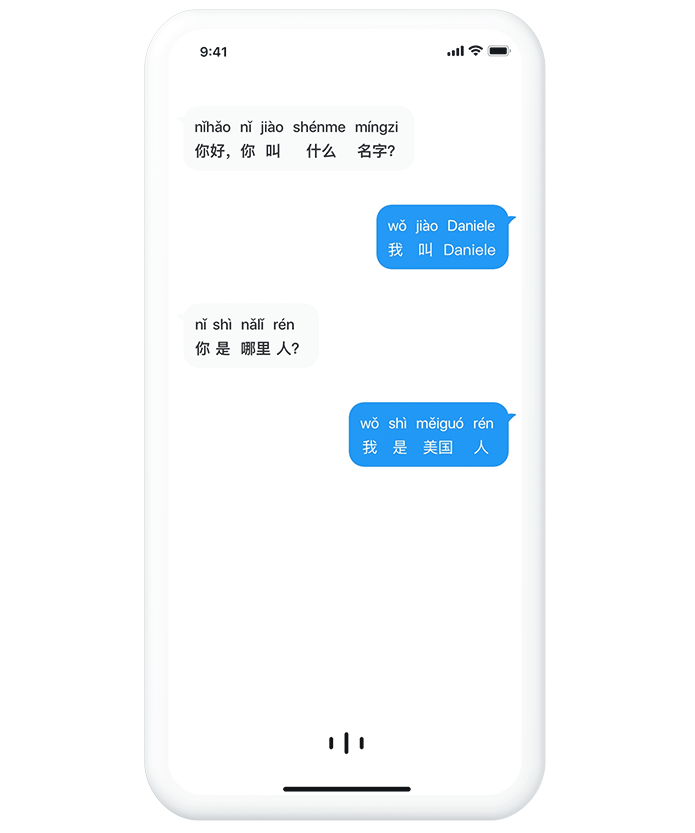 9:41
nǐhǎo nǐ jiào shénme míngzi
你好，你 叫 什么 名字?
wǒ jiào Daniele
我 叫 Daniele
nǐ shì nǎlǐ rén
你 是 哪里 人?
wǒ shì měiguó rén
我 是 美国 人